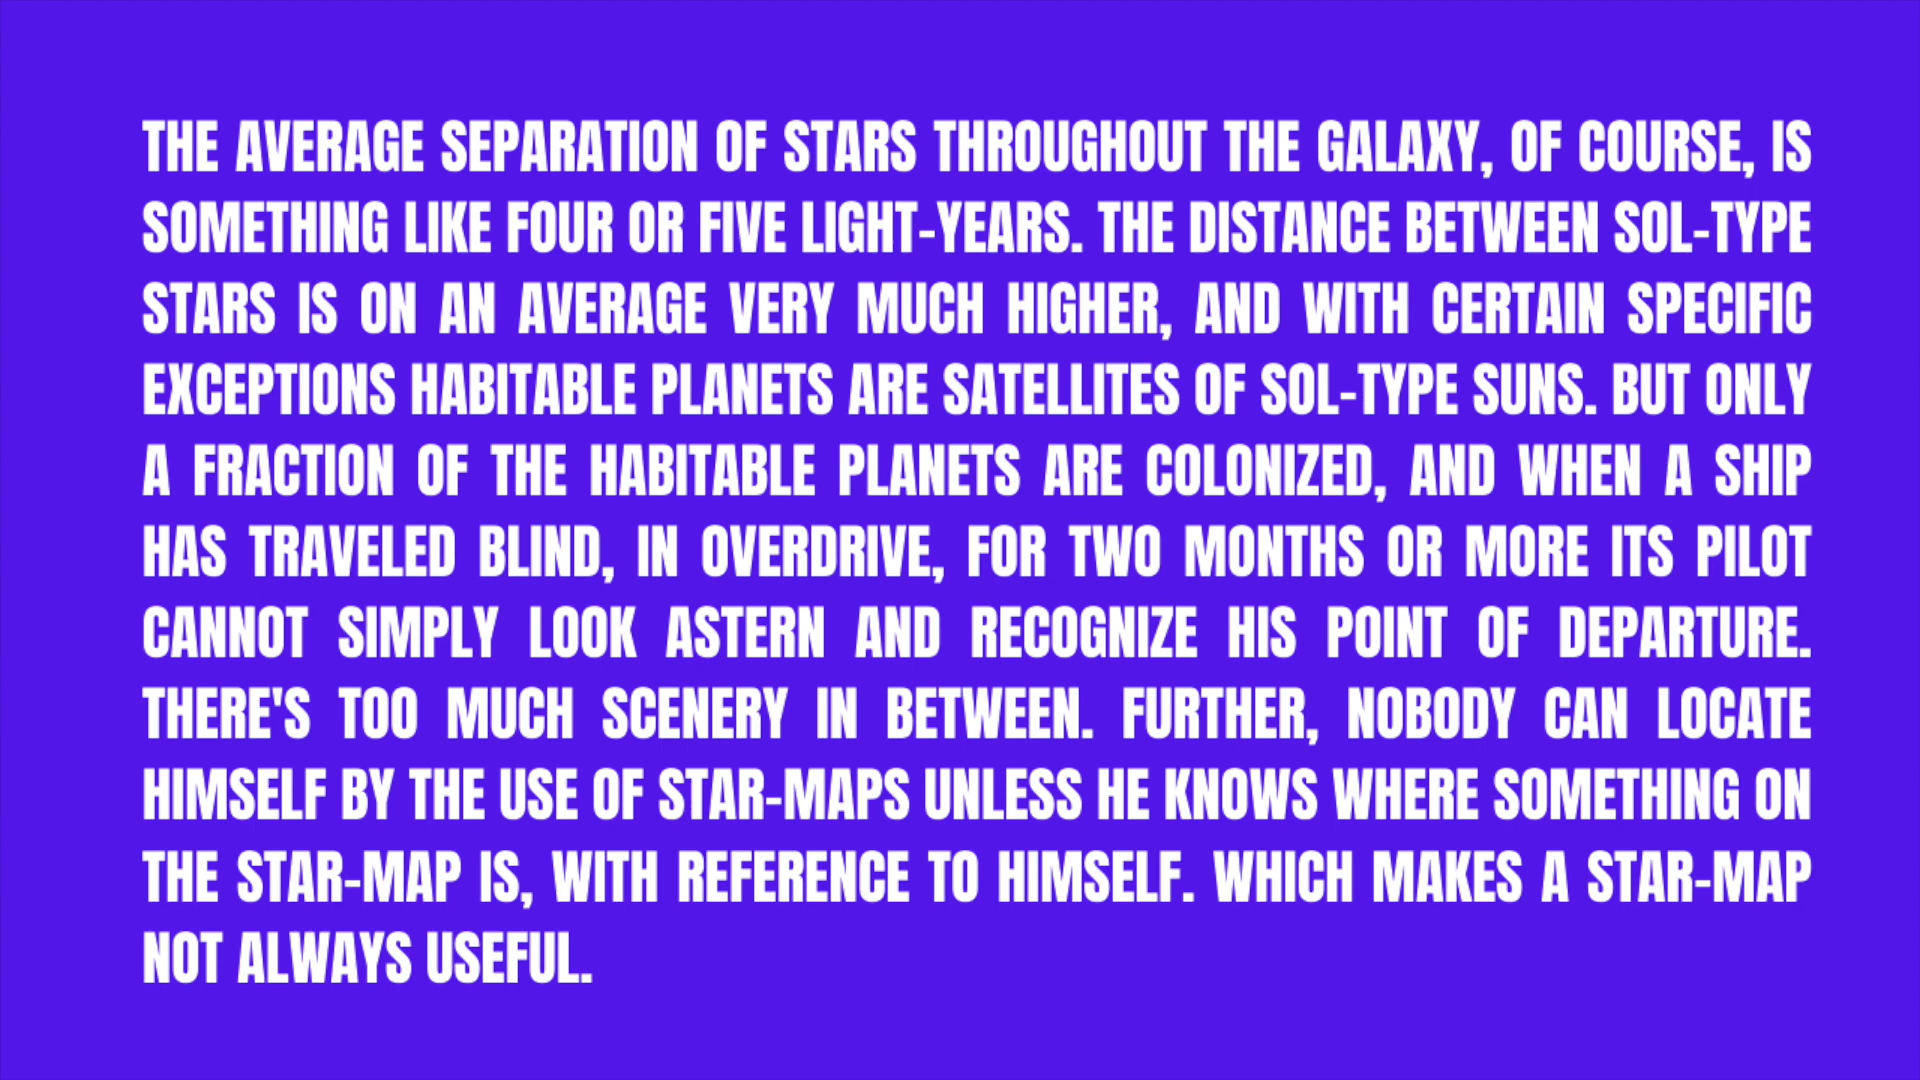 THE AVERAGE SEPARATION OF STARS THROUGHOUT THE GALAXY, OF COURSE, IS
SOMETHING LIKE FOUR OR FIVE LIGHT-YEARS. THE DISTANCE BETWEEN SOL-TYPE
STARS IS ON AN AVERAGE VERY MUCH HIGHER, AND WITH CERTAIN SPECIFIC
EXCEPTIONS HABITABLE PLANETS ARE SATELLITES OF SOL-TYPE SUNS. BUT ONLY
A FRACTION OF THE HABITABLE PLANETS ARE COLONIZED, AND WHEN A SHIP
HAS TRAVELED BLIND, IN OVERDRIVE, FOR TWO MONTHS OR MORE ITS PILOT
CANNOT SIMPLY LOOK ASTERN AND RECOGNIZE HIS POINT OF DEPARTURE.
THERE'S TOO MUCH SCENERY IN BETWEEN. FURTHER, NOBODY CAN LOCATE
HIMSELF BY THE USE OF STAR-MAPS UNLESS HE KNOWS WHERE SOMETHING ON
THE STAR-MAP IS, WITH REFERENCE TO HIMSELF. WHICH MAKES A STAR-MAP
NOT ALWAYS USEFUL.